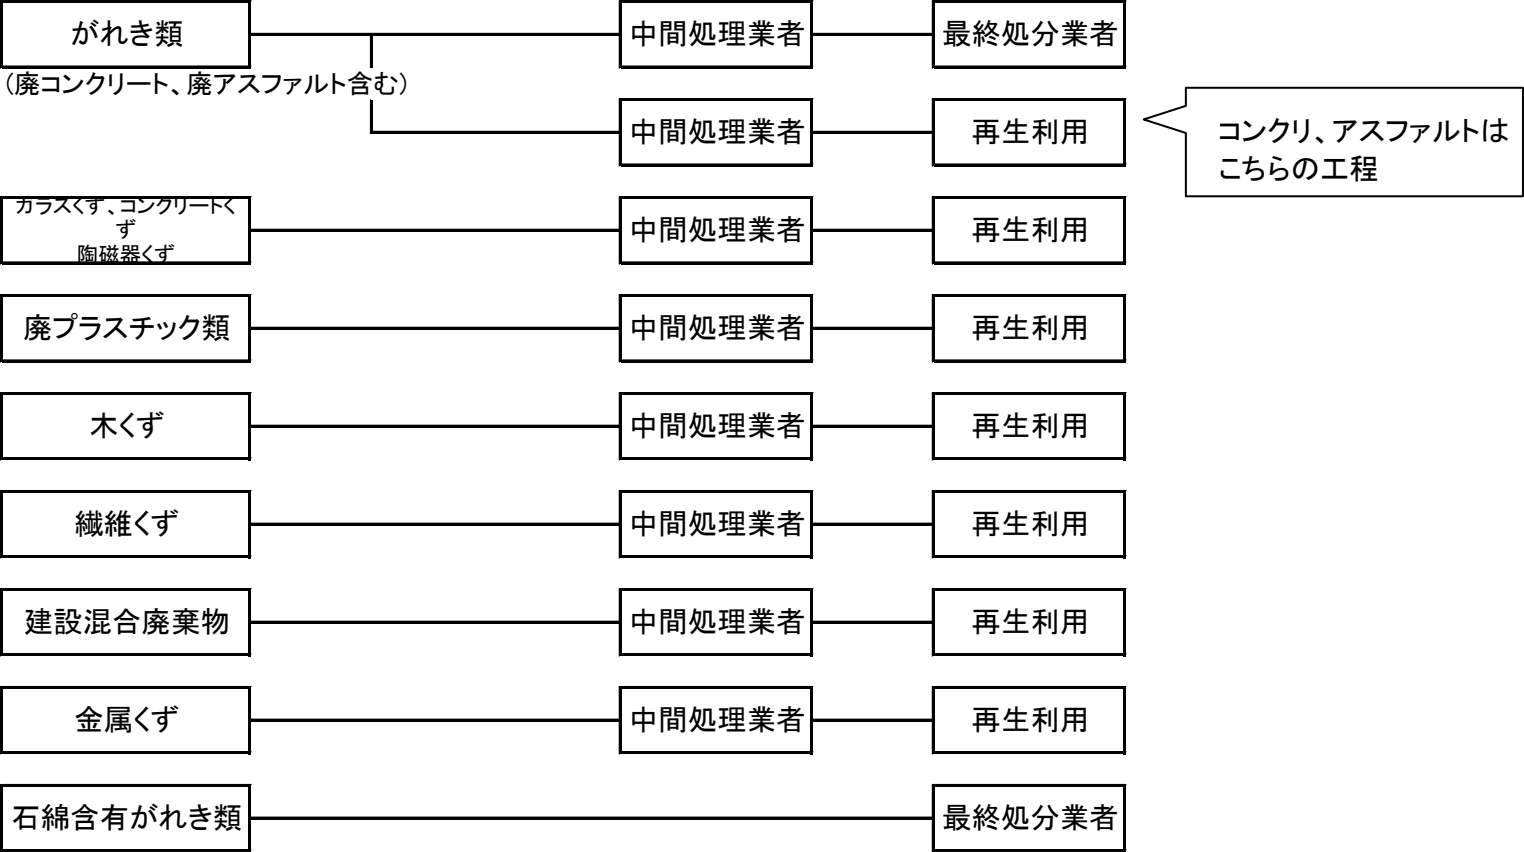 がれき類
中間処理業者
最終処分業者
（廃コンクリート、廃アスファルト含む）
中間処理業者
再生利用
コンクリ、アスファルトは
こちらの工程
ガラスくず、コンクリートく
ず
陶磁器くず
中間処理業者
再生利用
廃プラスチック類
中間処理業者
再生利用
木くず
中間処理業者
再生利用
繊維くず
中間処理業者
再生利用
建設混合廃棄物
中間処理業者
再生利用
金属くず
中間処理業者
再生利用
石綿含有がれき類
最終処分業者